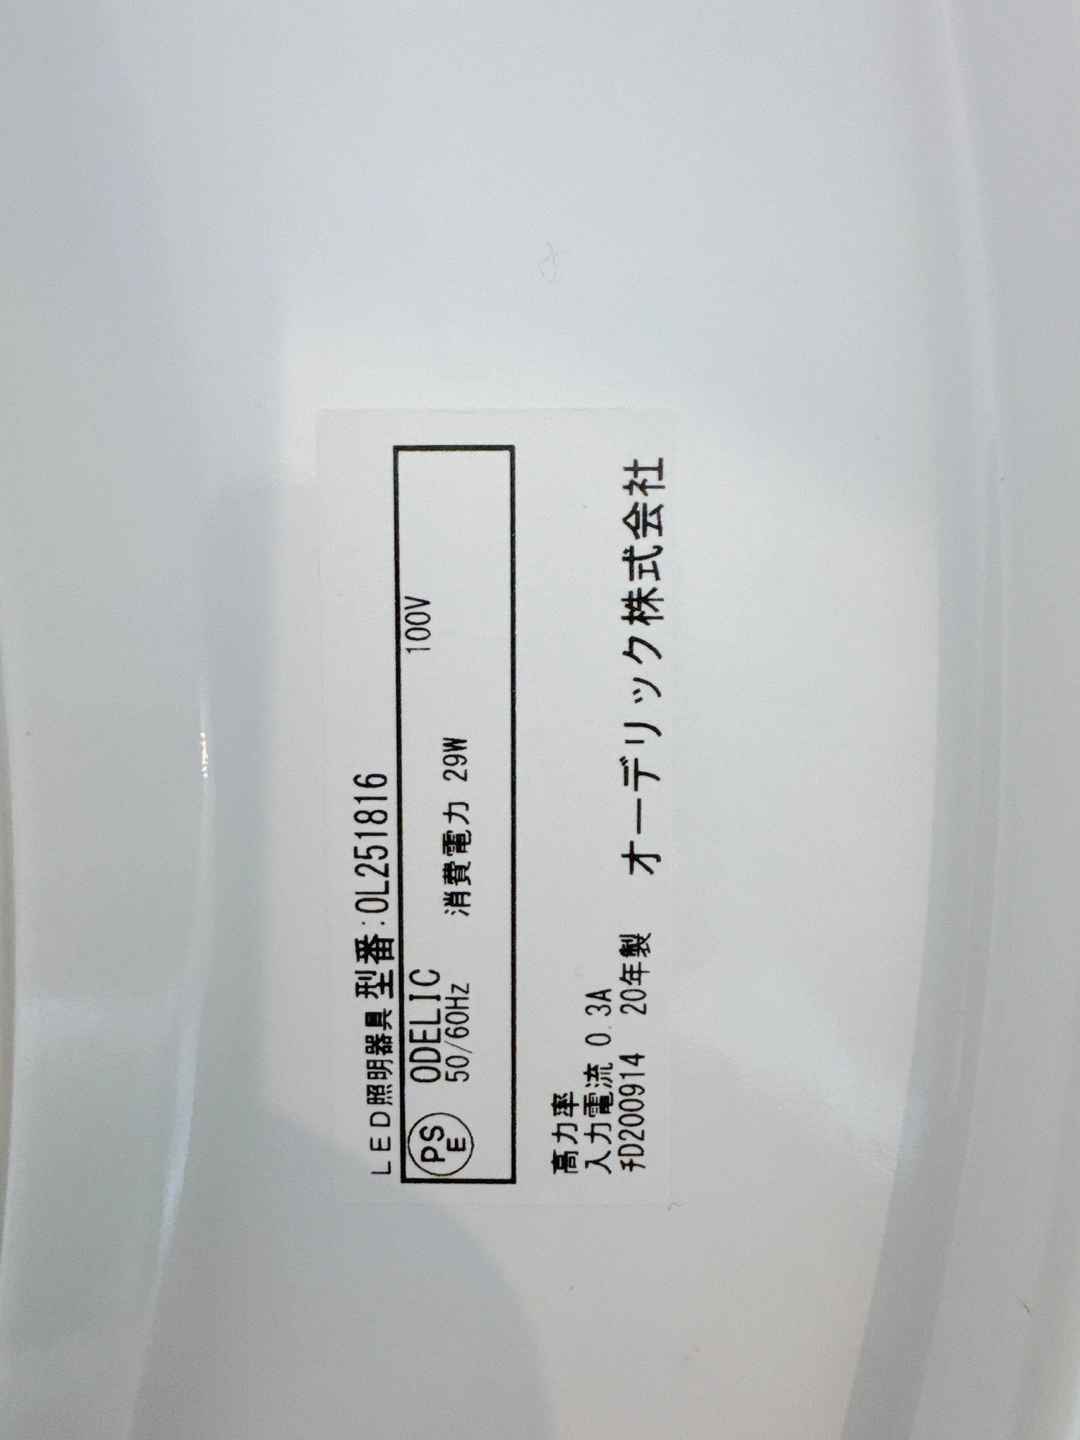 LED照明器具 型番:OL251816
PSE ODELIC 100V
50/60Hz 消費電力 29W
高力率
入力電流 0.3A
ﾁD200914 20年製 オーデリック株式会社